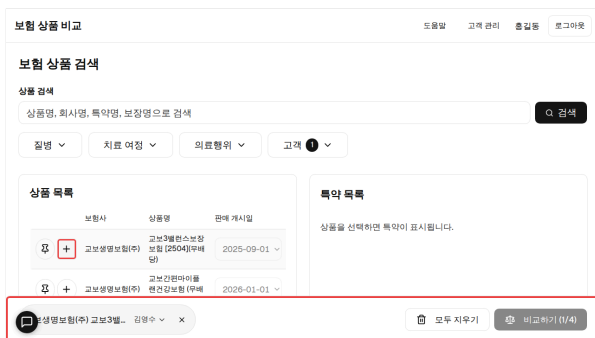 보험 상품 비교
도움말 고객 관리 홍길동 로그아웃
보험 상품 검색
상품 검색
상품명, 회사명, 특약명, 보장명으로 검색 검색
질병 치료 여정 의료행위 고객 1
상품 목록
보험사 상품명 판매 개시일
교보생명보험(주) 교보3밸런스보장
보험 [2504](무배
당)
2025-09-01
교보생명보험(주) 교보간편마이플
랜건강보험 (무배
2026-01-01
특약 목록
상품을 선택하면 특약이 표시됩니다.
보생명보험(주) 교보3밸... 김영수
모두 지우기 비교하기 (1/4)